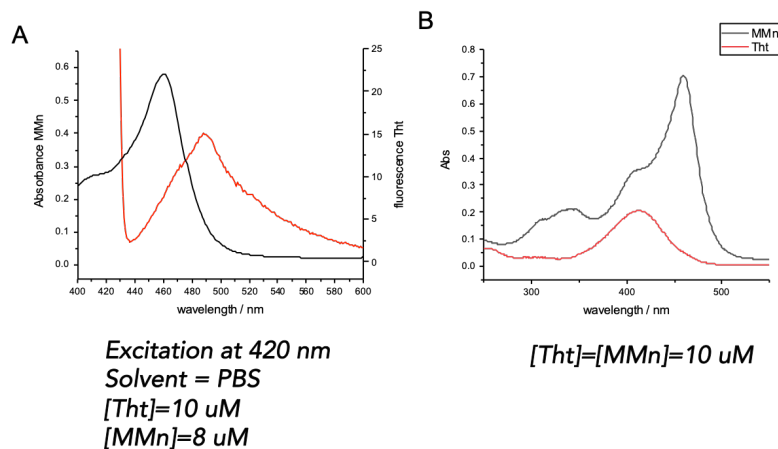 A
B
MMn
Tht
25
20
15
10
5
0
0.6
0.5
0.4
0.3
0.2
0.1
0.0
Absorbance MMn
fluorescence Tht
400 420 440 460 480 500 520 540 560 580 600
wavelength / nm
0.8
0.7
0.6
0.5
0.4
0.3
0.2
0.1
0.0
Abs
300 400 500
wavelength / nm
Excitation at 420 nm
Solvent = PBS
[Tht]=10 uM
[MMn]=8 uM
[Tht]=[MMn]=10 uM